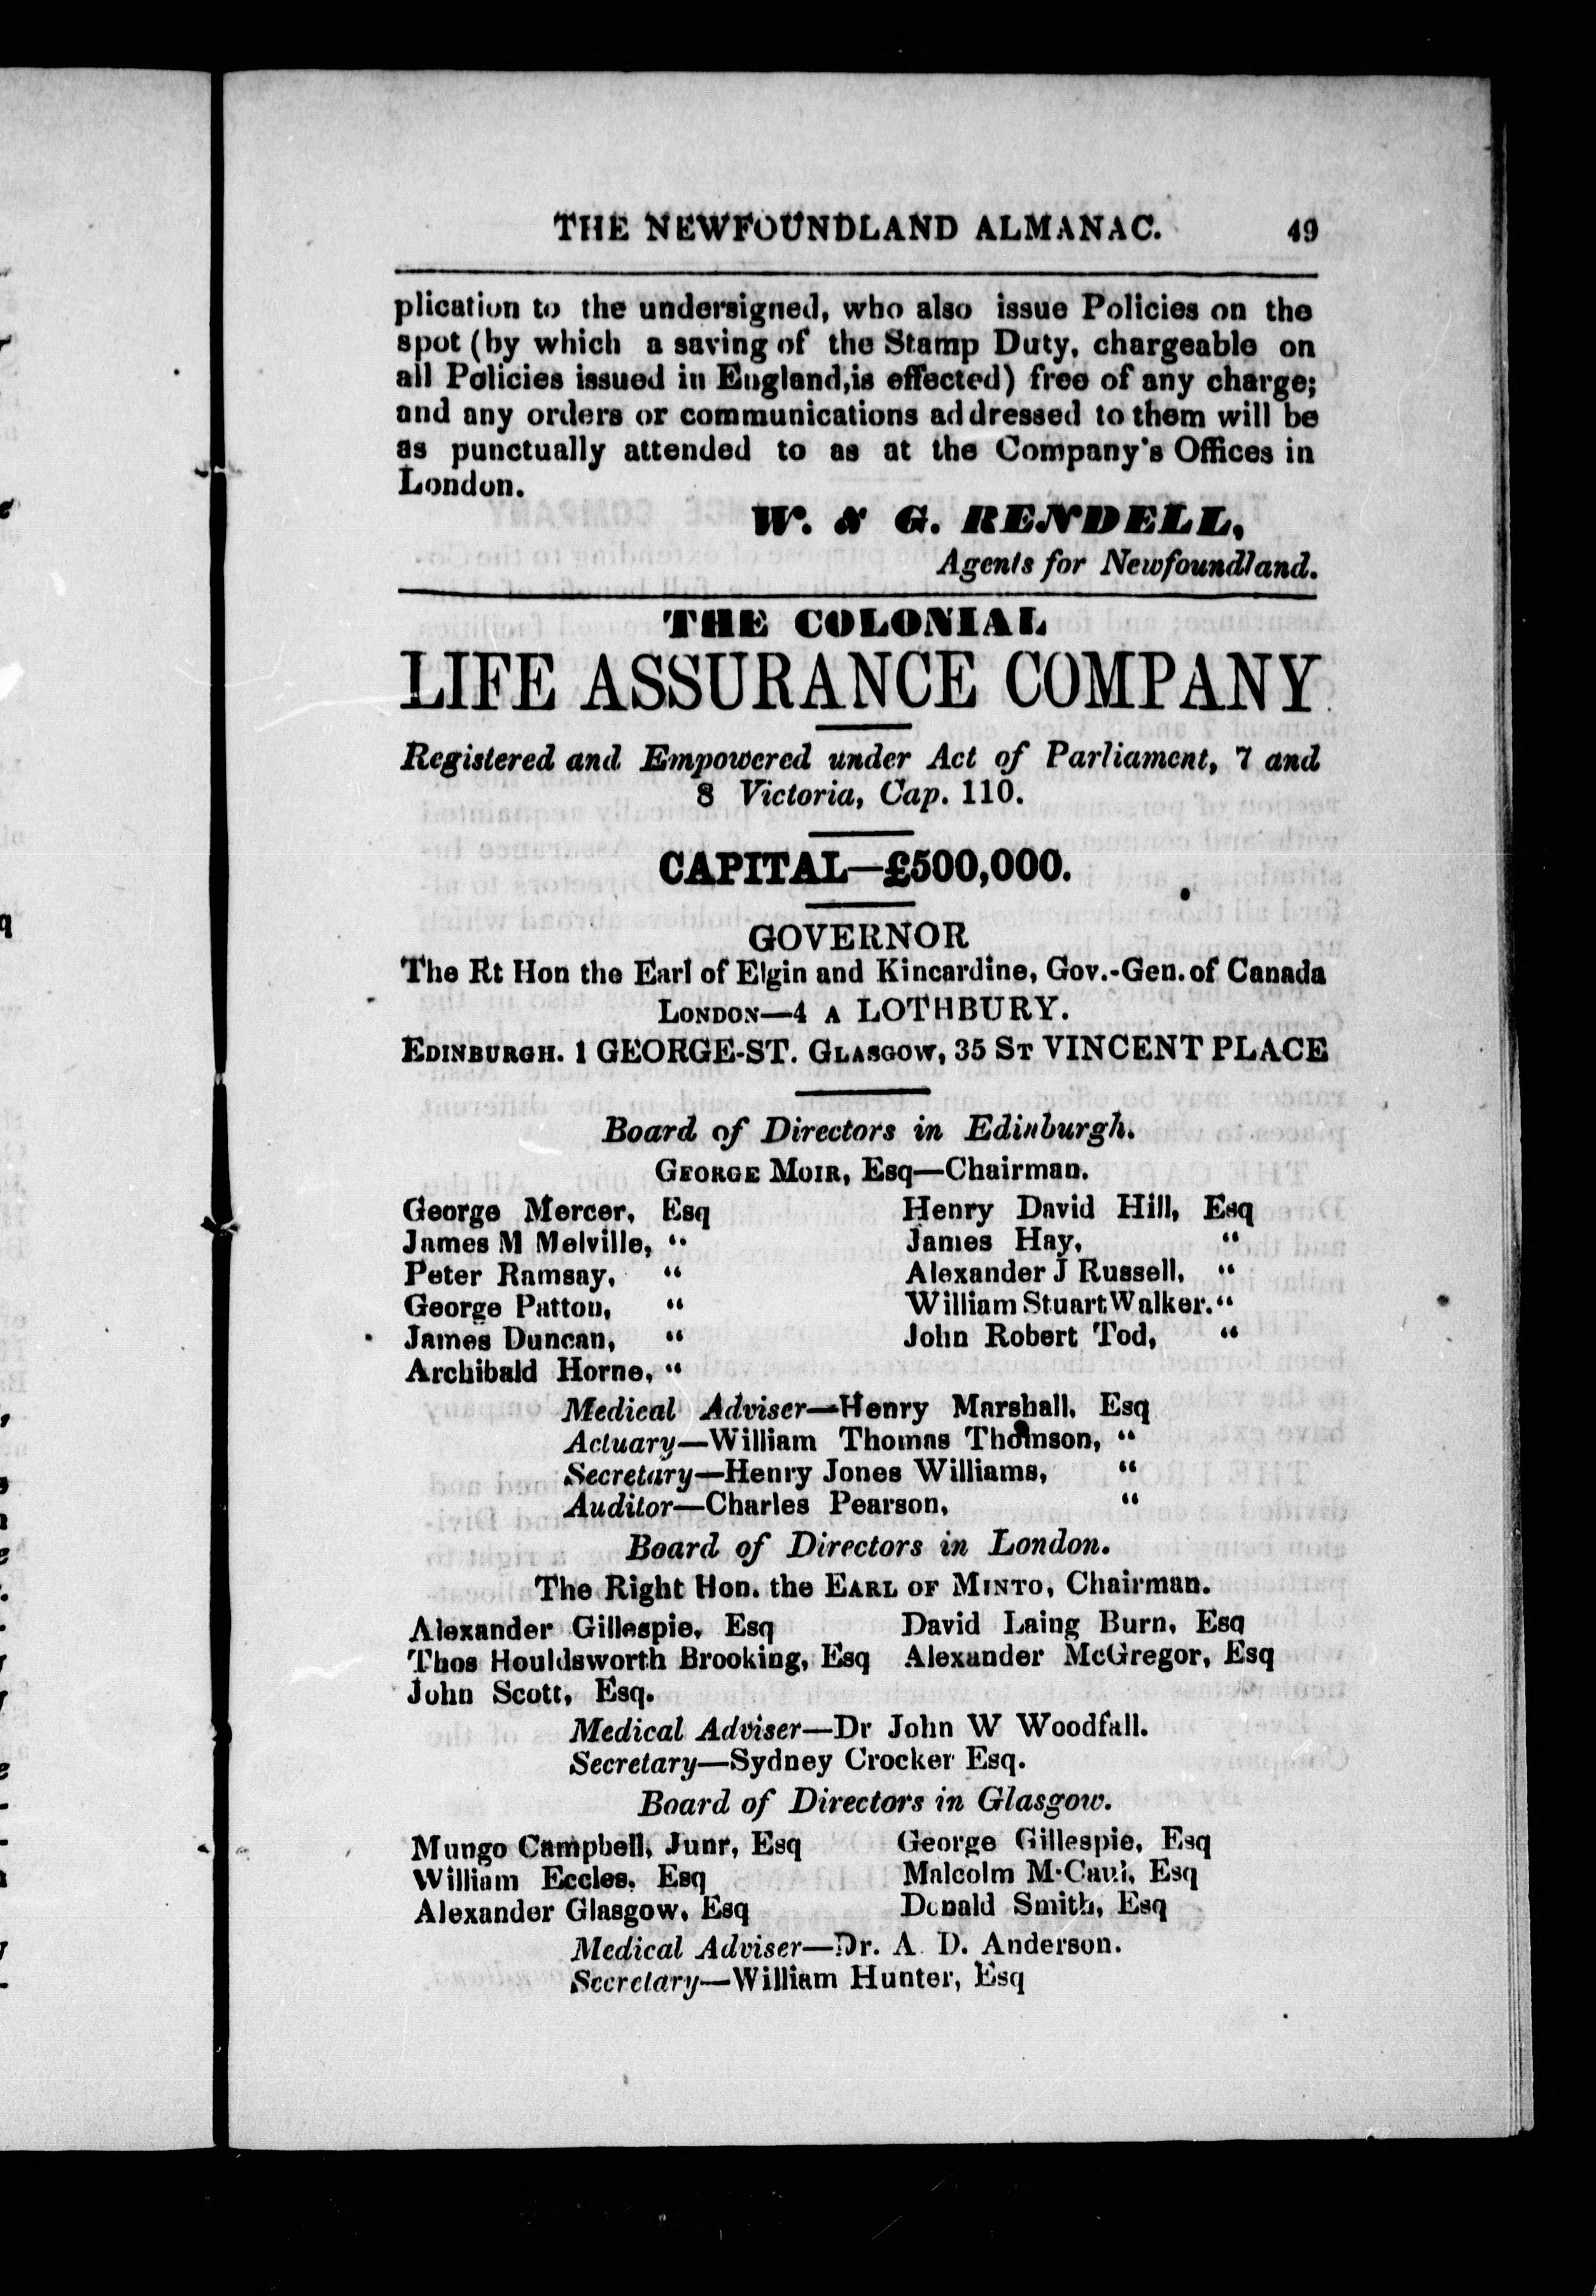 THE NEWFOUNDLAND ALMANAC. 49
plication to the undersigned, who also issue Policies on the
spot (by which a saving of the Stamp Duty, chargeable on
all Policies issued in England,is effected) free of any charge;
and any orders or communications addressed to them will be
as punctually attended to as at the Company's Offices in
London.
W. & G. RENDELL,
Agents for Newfoundland.
THE COLONIAL
LIFE ASSURANCE COMPANY
Registered and Empowered under Act of Parliament, 7 and
8 Victoria, Cap. 110.
CAPITAL—£500,000.
GOVERNOR
The Rt Hon the Earl of Elgin and Kincardine, Gov.-Gen. of Canada
LONDON—4 A LOTHBURY.
EDINBURGH. 1 GEORGE-ST. GLASGOW, 35 ST VINCENT PLACE
Board of Directors in Edinburgh.
GEORGE MOIR, Esq—Chairman.
George Mercer, Esq Henry David Hill, Esq
James M Melville, “ James Hay, “
Peter Ramsay, “ Alexander J Russell, “
George Patton, “ William Stuart Walker. “
James Duncan, “ John Robert Tod, “
Archibald Horne, “
Medical Adviser—Henry Marshall, Esq
Actuary—William Thomas Thomson, “
Secretary—Henry Jones Williams, “
Auditor—Charles Pearson, “
Board of Directors in London.
The Right Hon. the EARL OF MINTO, Chairman.
Alexander Gillespie, Esq David Laing Burn, Esq
Thos Houldsworth Brooking, Esq Alexander McGregor, Esq
John Scott, Esq.
Medical Adviser—Dr John W Woodfall.
Secretary—Sydney Crocker Esq.
Board of Directors in Glasgow.
Mungo Campbell, Junr, Esq George Gillespie, Esq
William Eccles, Esq Malcolm M·Caul, Esq
Alexander Glasgow, Esq Donald Smith, Esq
Medical Adviser—Dr. A. D. Anderson.
Secretary—William Hunter, Esq